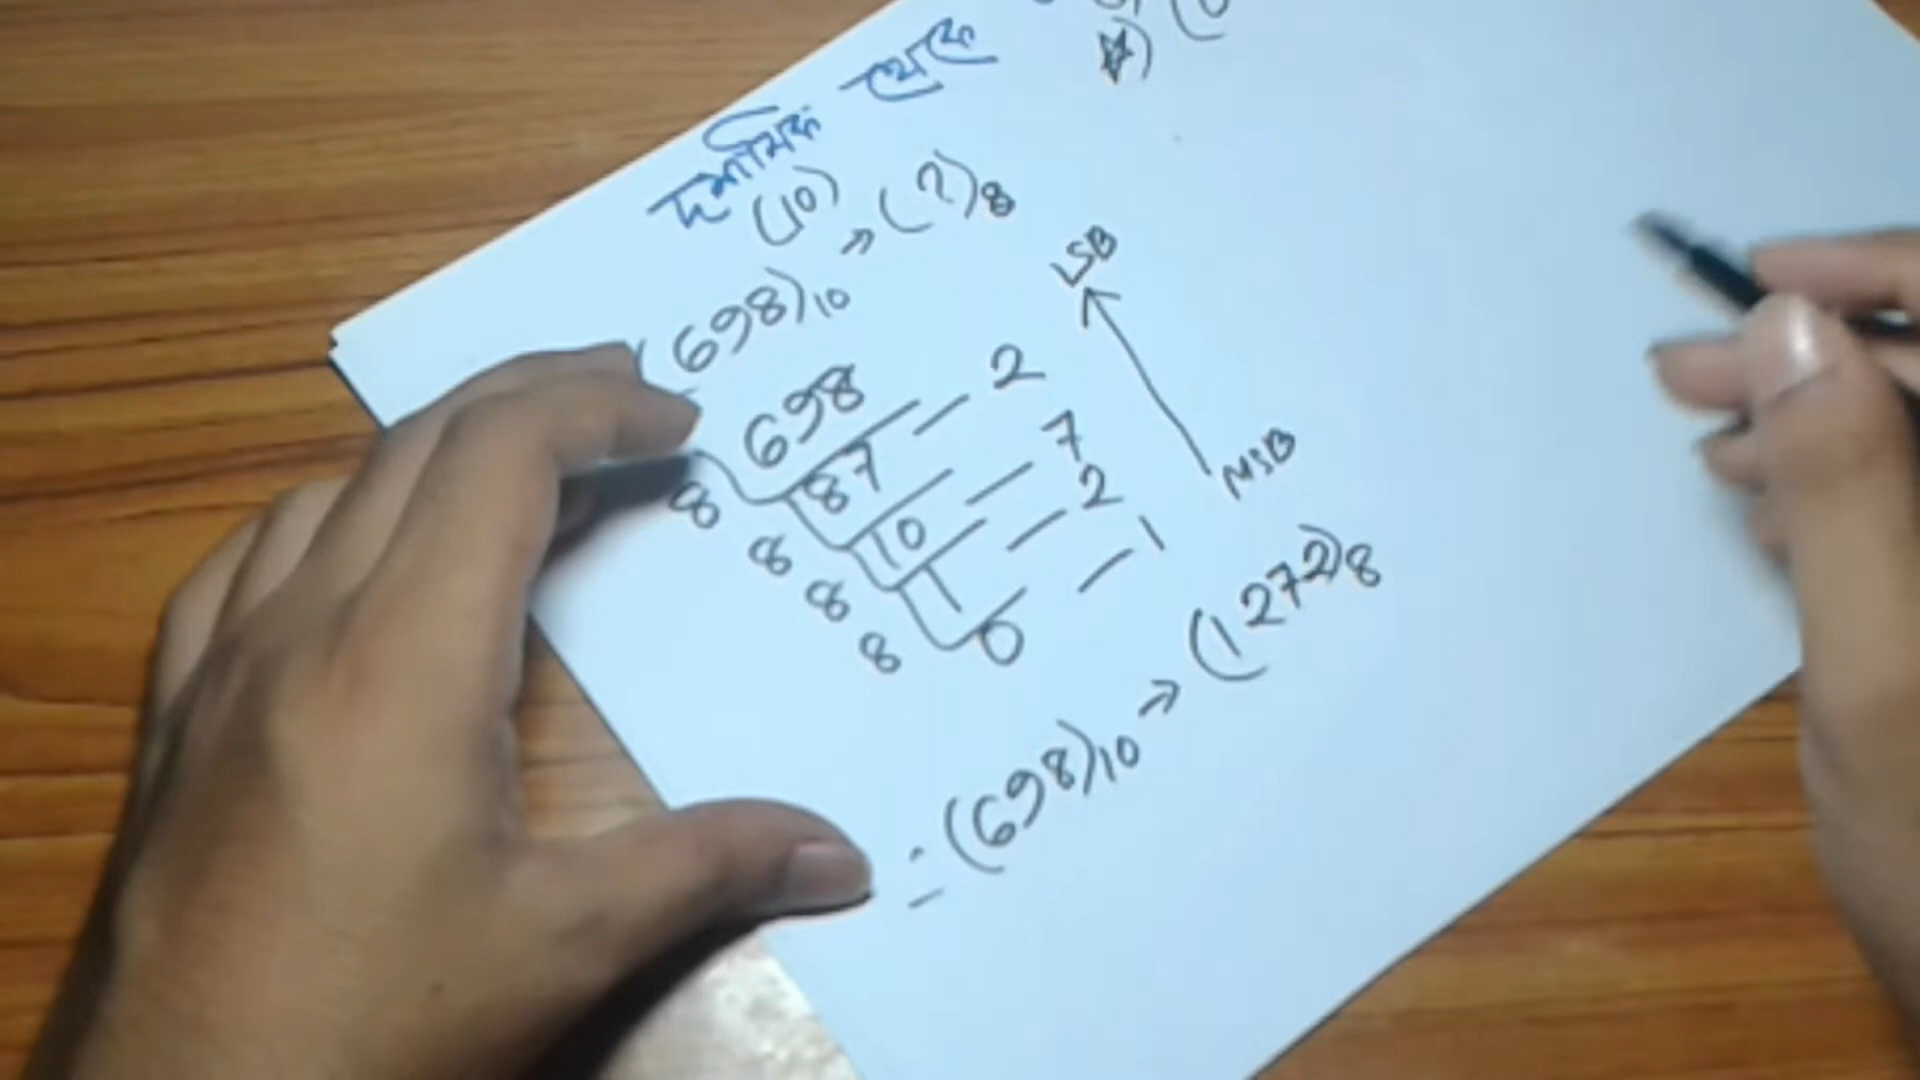 দশমিক থেকে
(10) → (?)8
(698)10
8 698 — 2 LSB
8 87 — 7
8 10 — 2
8 1 — 1 MSB
0
∴ (698)10 → (1272)8